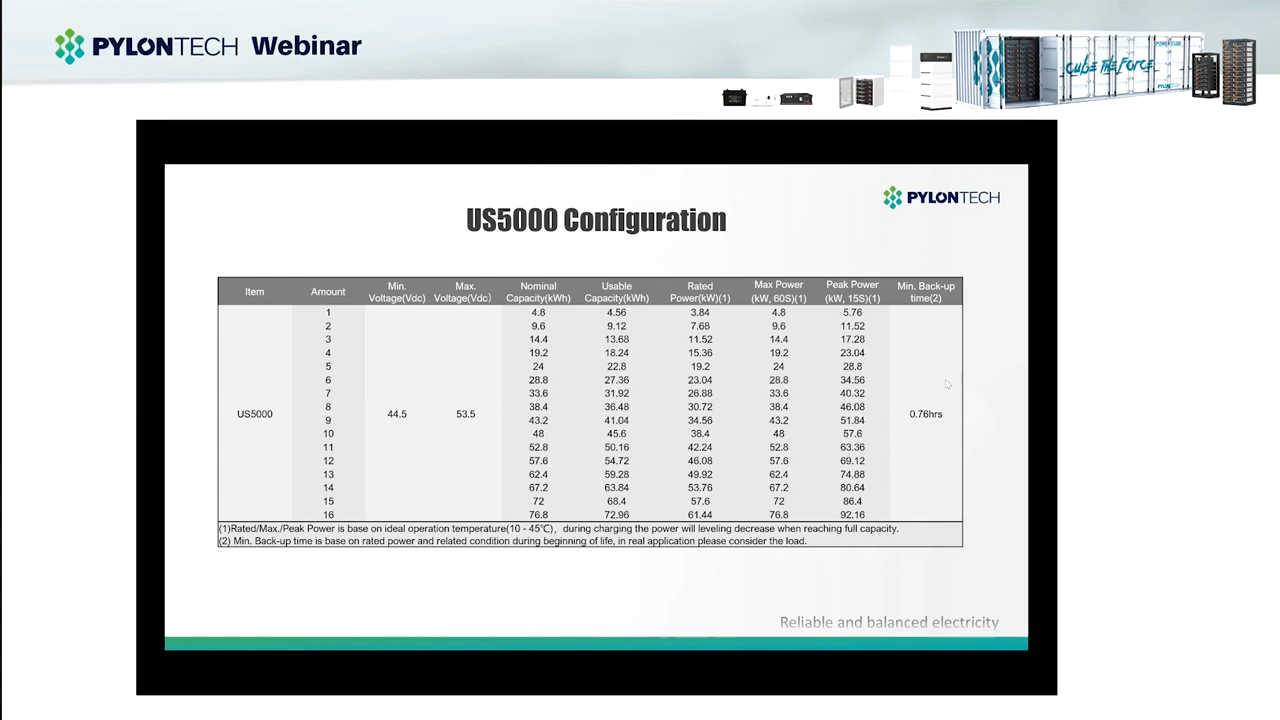 PYLONTECH Webinar
POWER CUBE
CUBE THE FORCE
PYLONTECH
PYLONTECH
US5000 Configuration
Item Amount Min. Voltage(Vdc) Max. Voltage(Vdc) Nominal Capacity(kWh) Usable Capacity(kWh) Rated Power(kW)(1) Max Power (kW, 60S)(1) Peak Power (kW, 15S)(1) Min. Back-up time(2)
1 4.8 4.56 3.84 4.8 5.76
2 9.6 9.12 7.68 9.6 11.52
3 14.4 13.68 11.52 14.4 17.28
4 19.2 18.24 15.36 19.2 23.04
5 24 22.8 19.2 24 28.8
6 28.8 27.36 23.04 28.8 34.56
7 33.6 31.92 26.88 33.6 40.32
US5000 44.5 53.5 0.76hrs
8 38.4 36.48 30.72 38.4 46.08
9 43.2 41.04 34.56 43.2 51.84
10 48 45.6 38.4 48 57.6
11 52.8 50.16 42.24 52.8 63.36
12 57.6 54.72 46.08 57.6 69.12
13 62.4 59.28 49.92 62.4 74.88
14 67.2 63.84 53.76 67.2 80.64
15 72 68.4 57.6 72 86.4
16 76.8 72.96 61.44 76.8 92.16
(1)Rated/Max./Peak Power is base on ideal operation temperature(10 - 45℃)，during charging the power will leveling decrease when reaching full capacity.
(2) Min. Back-up time is base on rated power and related condition during beginning of life, in real application please consider the load.
Reliable and balanced electricity